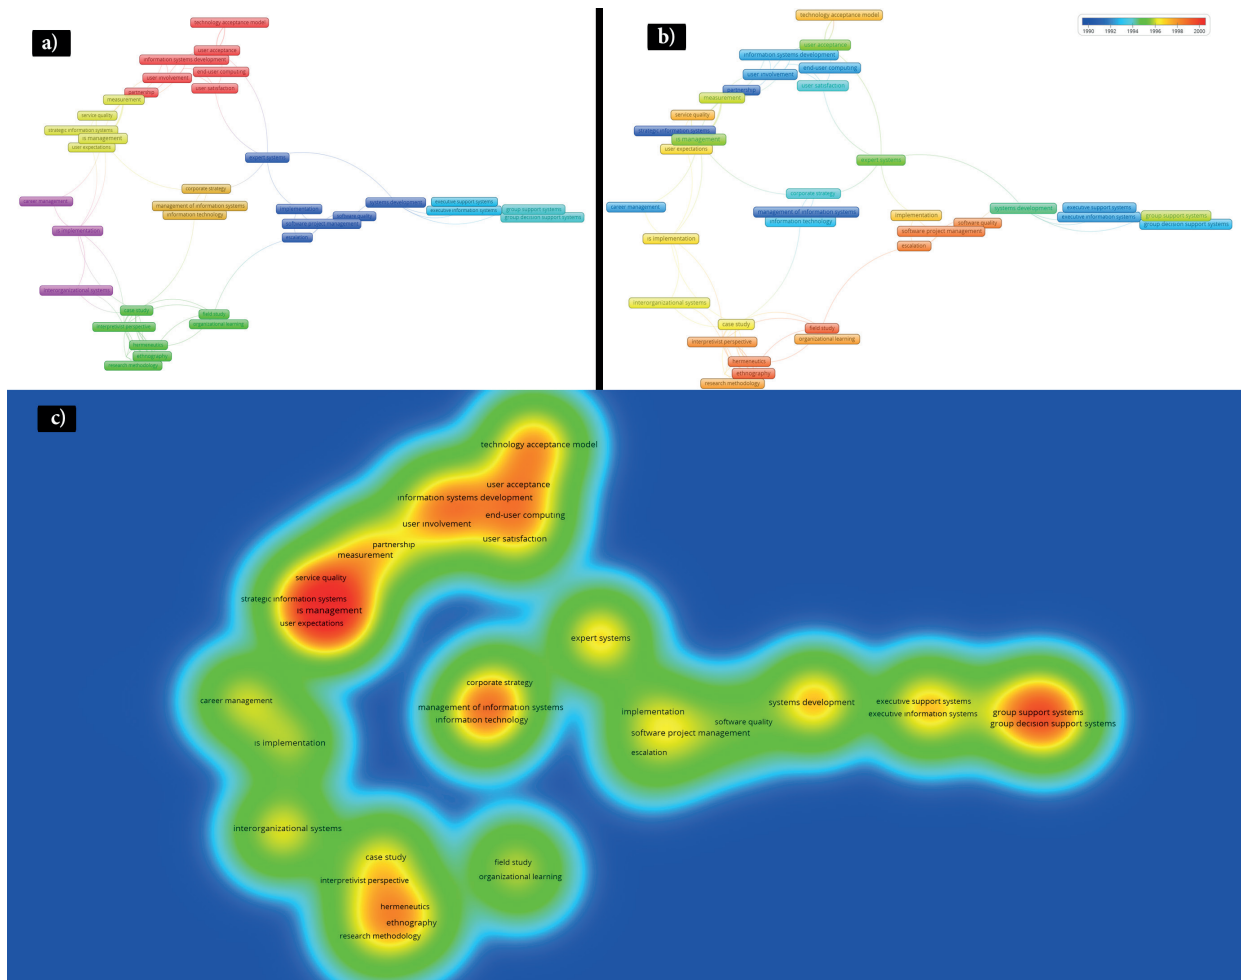 a)
technology acceptance model
user acceptance
information systems development
end-user computing
user involvement
user satisfaction
partnership
measurement
service quality
strategic information systems
is management
user expectations
expert systems
corporate strategy
career management
management of information systems
information technology
implementation
software quality
software project management
escalation
systems development
executive support systems
executive information systems
group support systems
group decision support systems
is implementation
interorganizational systems
case study
field study
interpretivist perspective
organizational learning
hermeneutics
ethnography
research methodology
b)
1990 1992 1994 1996 1998 2000
technology acceptance model
user acceptance
information systems development
end-user computing
user involvement
user satisfaction
partnership
measurement
service quality
strategic information systems
is management
user expectations
expert systems
corporate strategy
career management
management of information systems
information technology
implementation
software quality
software project management
escalation
systems development
executive support systems
executive information systems
group support systems
group decision support systems
is implementation
interorganizational systems
case study
field study
interpretivist perspective
organizational learning
hermeneutics
ethnography
research methodology
c)
technology acceptance model
user acceptance
information systems development
end-user computing
user involvement
user satisfaction
partnership
measurement
service quality
strategic information systems
is management
user expectations
expert systems
corporate strategy
career management
management of information systems
information technology
implementation
software quality
software project management
escalation
systems development
executive support systems
executive information systems
group support systems
group decision support systems
is implementation
interorganizational systems
case study
field study
interpretivist perspective
organizational learning
hermeneutics
ethnography
research methodology